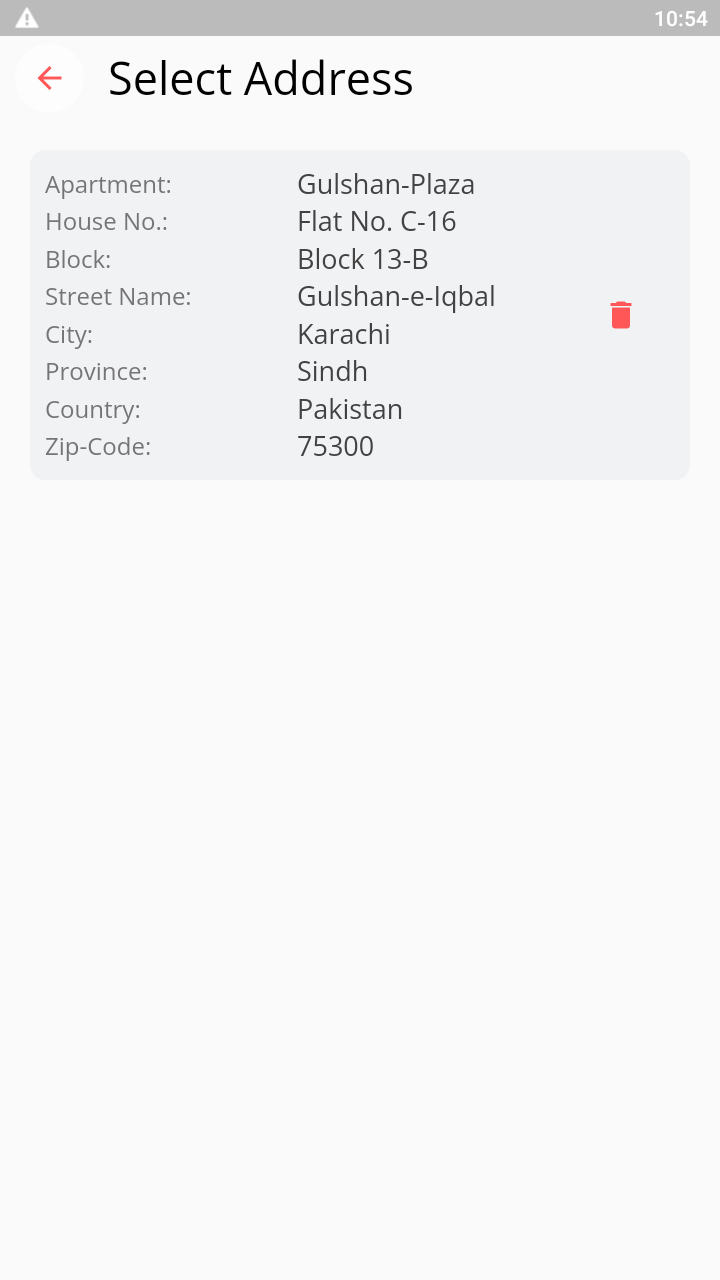 10:54
Select Address
Apartment: Gulshan-Plaza
House No.: Flat No. C-16
Block: Block 13-B
Street Name: Gulshan-e-Iqbal
City: Karachi
Province: Sindh
Country: Pakistan
Zip-Code: 75300